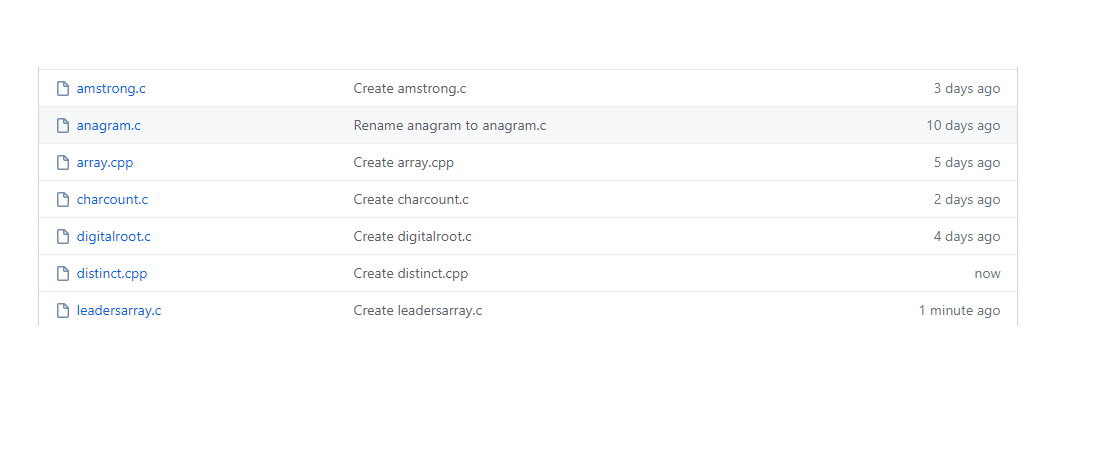 amstrong.c Create amstrong.c 3 days ago
anagram.c Rename anagram to anagram.c 10 days ago
array.cpp Create array.cpp 5 days ago
charcount.c Create charcount.c 2 days ago
digitalroot.c Create digitalroot.c 4 days ago
distinct.cpp Create distinct.cpp now
leadersarray.c Create leadersarray.c 1 minute ago